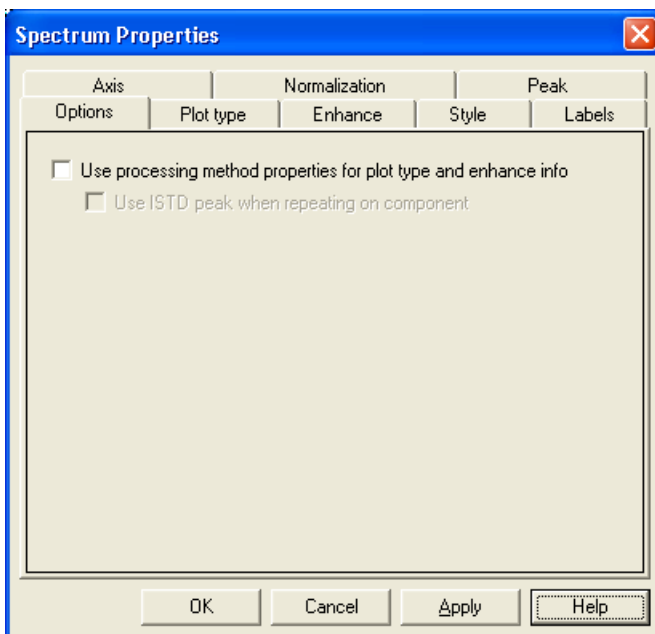 Spectrum Properties
Axis Normalization Peak
Options Plot type Enhance Style Labels
Use processing method properties for plot type and enhance info
Use ISTD peak when repeating on component
OK Cancel Apply Help